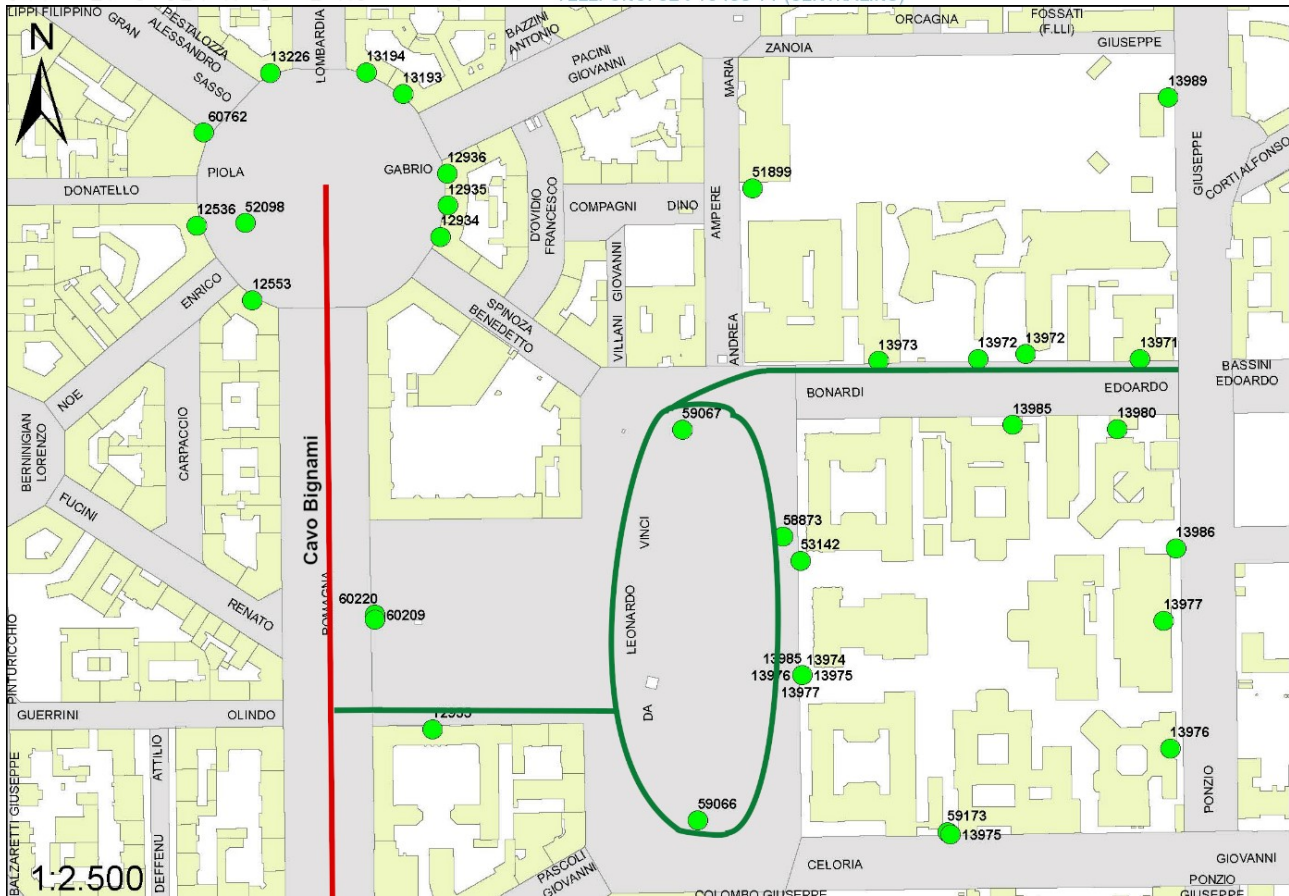 LIPPI FILIPPINO
GRAN
SASSO
PESTALOZZA
ALESSANDRO
LOMBARDIA
BAZZINI
ANTONIO
PACINI
GIOVANNI
MARIA
ZANOIA
ORCAGNA
FOSSATI
(F.LLI)
GIUSEPPE
N
13226
13194
13193
13989
60762
PIOLA
GABRIO
12936
12935
12934
51899
GIUSEPPE
CORTI ALFONSO
DONATELLO
12536
52098
D'OVIDIO
FRANCESCO
COMPAGNI
DINO
AMPERE
ENRICO
12553
SPINOZA
BENEDETTO
VILLANI GIOVANNI
ANDREA
13973
13972
13972
13971
BASSINI
EDOARDO
NOE
BONARDI
EDOARDO
BERNINIGIAN
LORENZO
CARPACCIO
59067
13985
13980
FUCINI
Cavo Bignami
VINCI
58873
53142
13986
ROMAGNA
60220
60209
RENATO
LEONARDO
13977
PINTURICCHIO
13985
13974
13976
13975
13977
GUERRINI
OLINDO
DA
13976
ATTILIO
BALZARETTI GIUSEPPE
PONZIO
59066
59173
13975
1:2.500
DEFFENU
PASCOLI
GIOVANNI
CELORIA
GIOVANNI
COLOMBO GIUSEPPE
PONZIO
GIUSEPPE